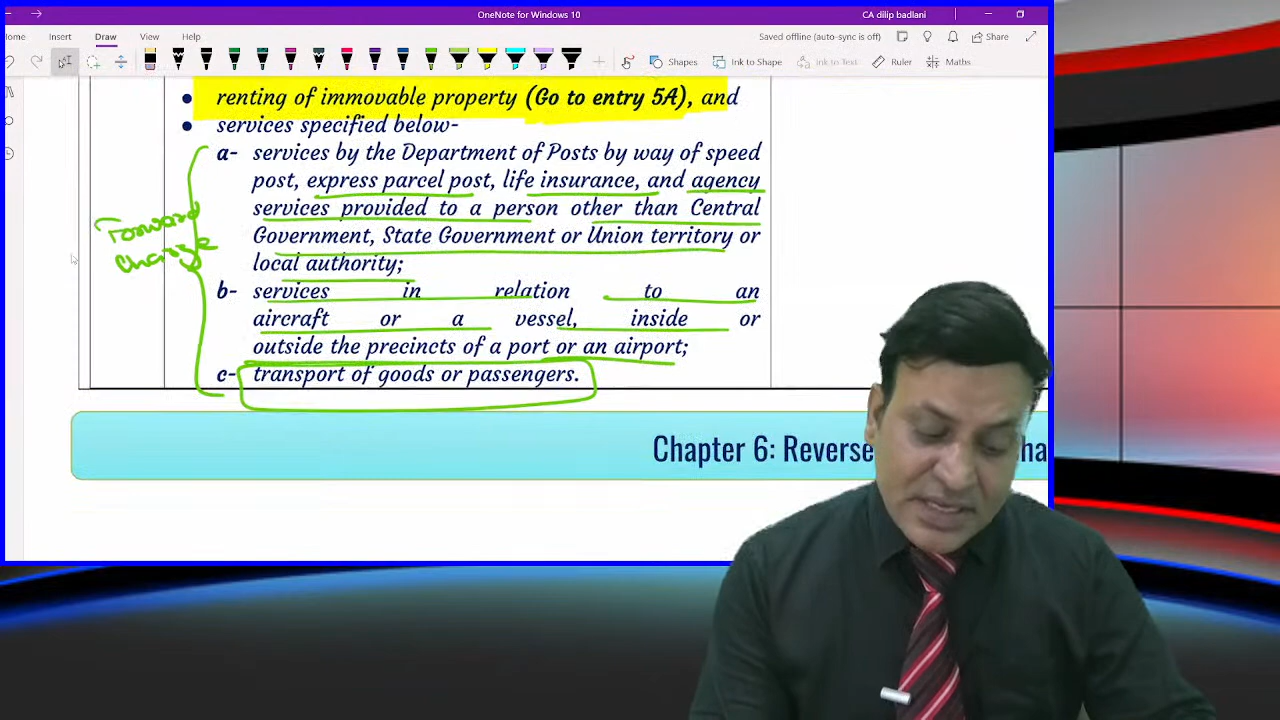 OneNote for Windows 10
CA dilip badlani
Insert
Draw
View
Help
Saved offline (auto-sync is off)
Share
Shapes
Ink to Shape
Ink to Text
Ruler
Maths
renting of immovable property (Go to entry 5A), and
services specified below-
a- services by the Department of Posts by way of speed
post, express parcel post, life insurance, and agency
services provided to a person other than Central
Government, State Government or Union territory or
local authority;
Forward
Charge
b- services in relation to an
aircraft or a vessel, inside or
outside the precincts of a port or an airport;
c- transport of goods or passengers.
Chapter 6: Reverse